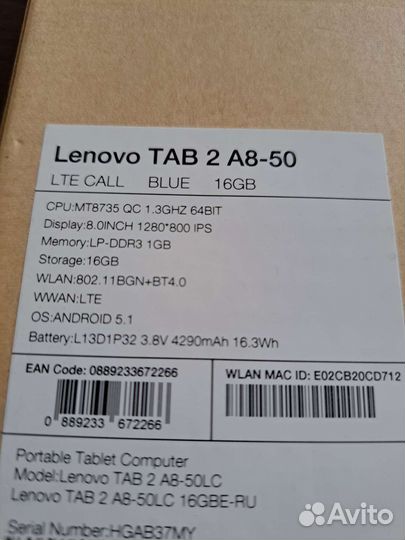 Lenovo TAB 2 A8-50
LTE CALL BLUE 16GB
CPU:MT8735 QC 1.3GHZ 64BIT
Display:8.0INCH 1280*800 IPS
Memory:LP-DDR3 1GB
Storage:16GB
WLAN:802.11BGN+BT4.0
WWAN:LTE
OS:ANDROID 5.1
Battery:L13D1P32 3.8V 4290mAh 16.3Wh
EAN Code: 0889233672266
0 889233 672266
WLAN MAC ID: E02CB20CD712
Portable Tablet Computer
Model:Lenovo TAB 2 A8-50LC
Lenovo TAB 2 A8-50LC 16GBE-RU
Serial Number:HGAB37MY
Avito